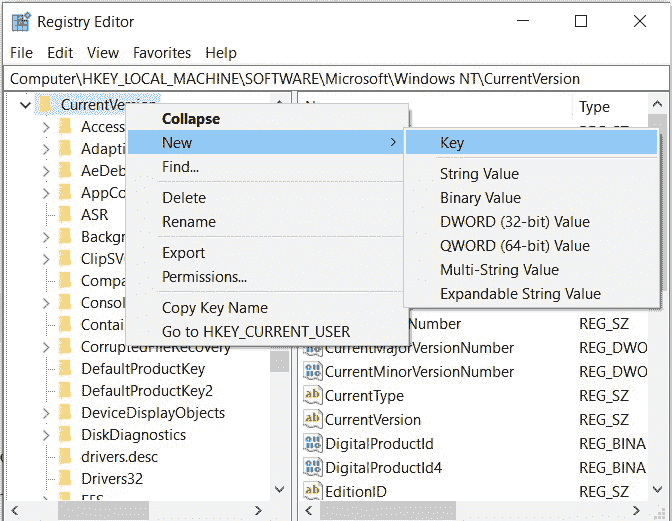 Registry Editor
File Edit View Favorites Help
Computer\HKEY_LOCAL_MACHINE\SOFTWARE\Microsoft\Windows NT\CurrentVersion
CurrentVersion
Access
Adapti
AeDeb
AppCo
ASR
Backgr
ClipSV
Compa
Consol
Contai
CorruptedFileRecovery
DefaultProductKey
DefaultProductKey2
DeviceDisplayObjects
DiskDiagnostics
drivers.desc
Drivers32
EFS
Collapse
New
Find...
Delete
Rename
Export
Permissions...
Copy Key Name
Go to HKEY_CURRENT_USER
Key
String Value
Binary Value
DWORD (32-bit) Value
QWORD (64-bit) Value
Multi-String Value
Expandable String Value
Type
Number REG_SZ
CurrentMajorVersionNumber REG_DWO
CurrentMinorVersionNumber REG_DWO
CurrentType REG_SZ
CurrentVersion REG_SZ
DigitalProductId REG_BINA
DigitalProductId4 REG_BINA
EditionID REG_SZ